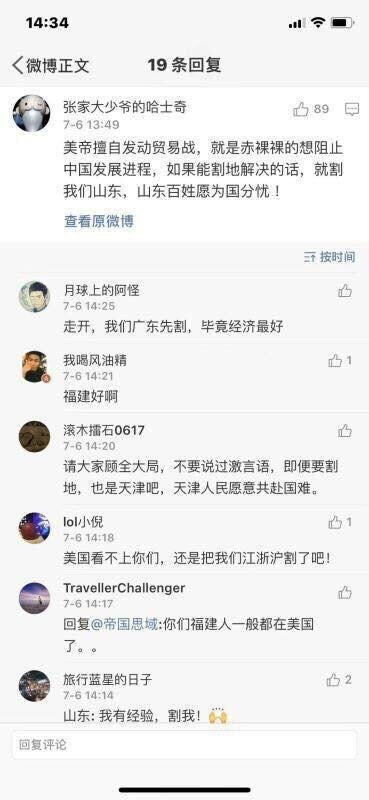 14:34
微博正文
19 条回复
张家大少爷的哈士奇
89
7-6 13:49
美帝擅自发动贸易战，就是赤裸裸的想阻止
中国发展进程，如果能割地解决的话，就割
我们山东，山东百姓愿为国分忧！
查看原微博
按时间
月球上的阿怪
7-6 14:25
走开，我们广东先割，毕竟经济最好
我喝风油精
1
7-6 14:21
福建好啊
滚木擂石0617
7-6 14:20
请大家顾全大局，不要说过激言语，即便要割
地，也是天津吧，天津人民愿意共赴国难。
lol小倪
1
7-6 14:18
美国看不上你们，还是把我们江浙沪割了吧！
TravellerChallenger
7-6 14:17
回复@帝国思域:你们福建人一般都在美国
了。。
旅行蓝星的日子
2
7-6 14:14
山东: 我有经验，割我！🙌
回复评论